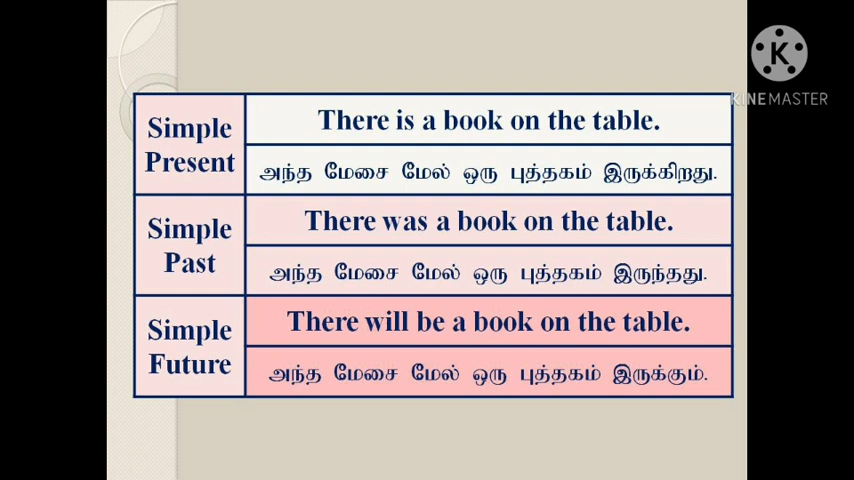 K
KINEMASTER
Simple
Present
There is a book on the table.
அந்த மேசை மேல் ஒரு புத்தகம் இருக்கிறது.
Simple
Past
There was a book on the table.
அந்த மேசை மேல் ஒரு புத்தகம் இருந்தது.
Simple
Future
There will be a book on the table.
அந்த மேசை மேல் ஒரு புத்தகம் இருக்கும்.